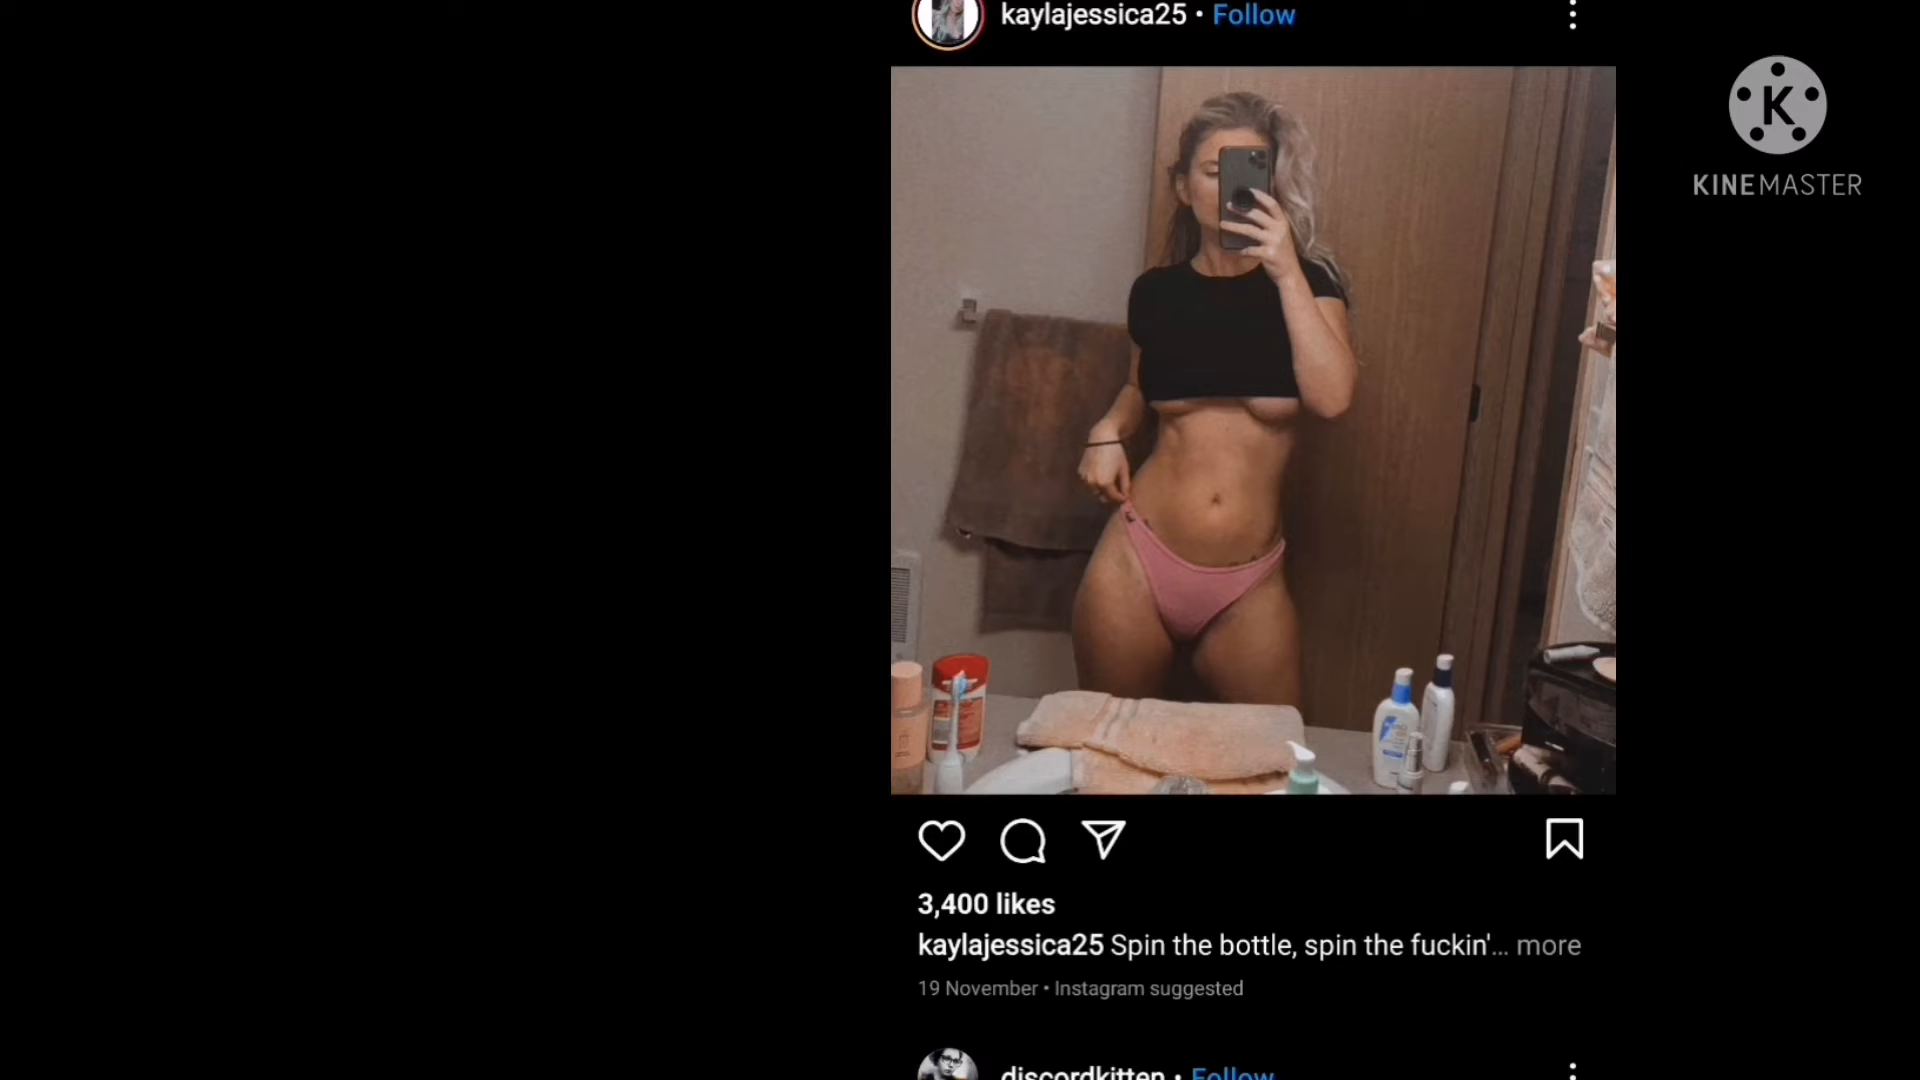 kaylajessica25 • Follow
KINEMASTER
3,400 likes
kaylajessica25 Spin the bottle, spin the fuckin'... more
19 November • Instagram suggested
discordkitten • Follow